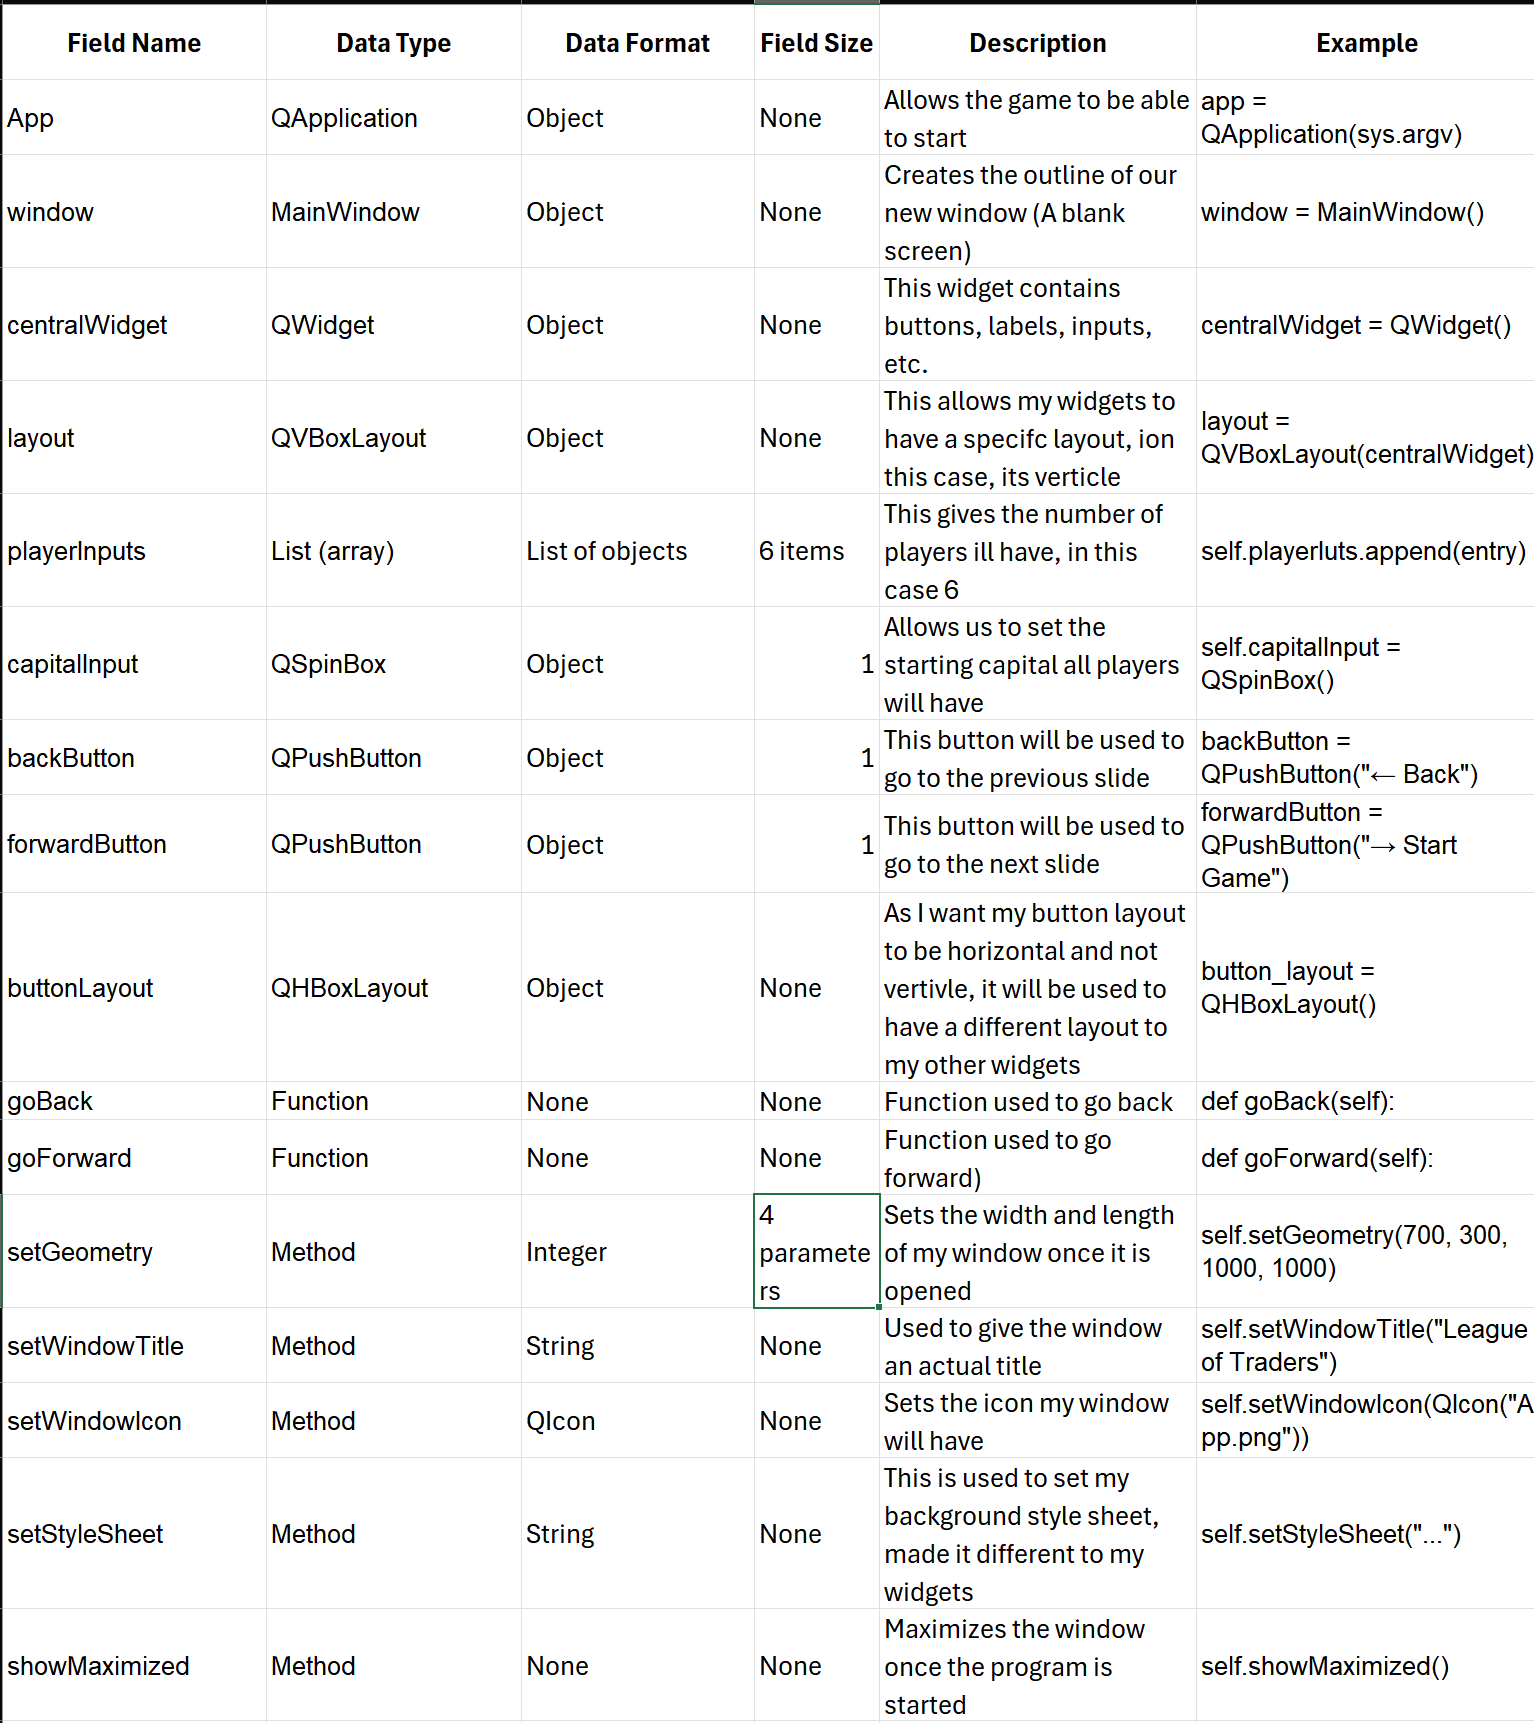 Field Name Data Type Data Format Field Size Description Example
App QApplication Object None Allows the game to be able
to start app =
QApplication(sys.argv)
window MainWindow Object None Creates the outline of our
new window (A blank
screen) window = MainWindow()
centralWidget QWidget Object None This widget contains
buttons, labels, inputs,
etc. centralWidget = QWidget()
layout QVBoxLayout Object None This allows my widgets to
have a specifc layout, ion
this case, its verticle layout =
QVBoxLayout(centralWidget)
playerInputs List (array) List of objects 6 items This gives the number of
players ill have, in this
case 6 self.playerIuts.append(entry)
capitalInput QSpinBox Object 1 Allows us to set the
starting capital all players
will have self.capitalInput =
QSpinBox()
backButton QPushButton Object 1 This button will be used to
go to the previous slide backButton =
QPushButton("← Back")
forwardButton QPushButton Object 1 This button will be used to
go to the next slide forwardButton =
QPushButton("→ Start
Game")
buttonLayout QHBoxLayout Object None As I want my button layout
to be horizontal and not
vertivle, it will be used to
have a different layout to
my other widgets button_layout =
QHBoxLayout()
goBack Function None None Function used to go back def goBack(self):
goForward Function None None Function used to go
forward) def goForward(self):
setGeometry Method Integer 4
paramete
rs Sets the width and length
of my window once it is
opened self.setGeometry(700, 300,
1000, 1000)
setWindowTitle Method String None Used to give the window
an actual title self.setWindowTitle("League
of Traders")
setWindowIcon Method QIcon None Sets the icon my window
will have self.setWindowIcon(QIcon("A
pp.png"))
setStyleSheet Method String None This is used to set my
background style sheet,
made it different to my
widgets self.setStyleSheet("...")
showMaximized Method None None Maximizes the window
once the program is
started self.showMaximized()